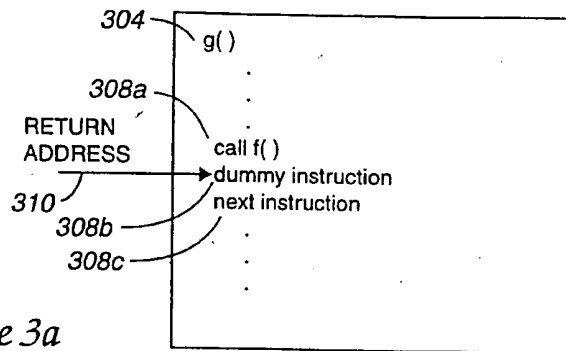 304
g( )
308a
RETURN
ADDRESS
call f( )
dummy instruction
310
next instruction
308b
308c
e 3a